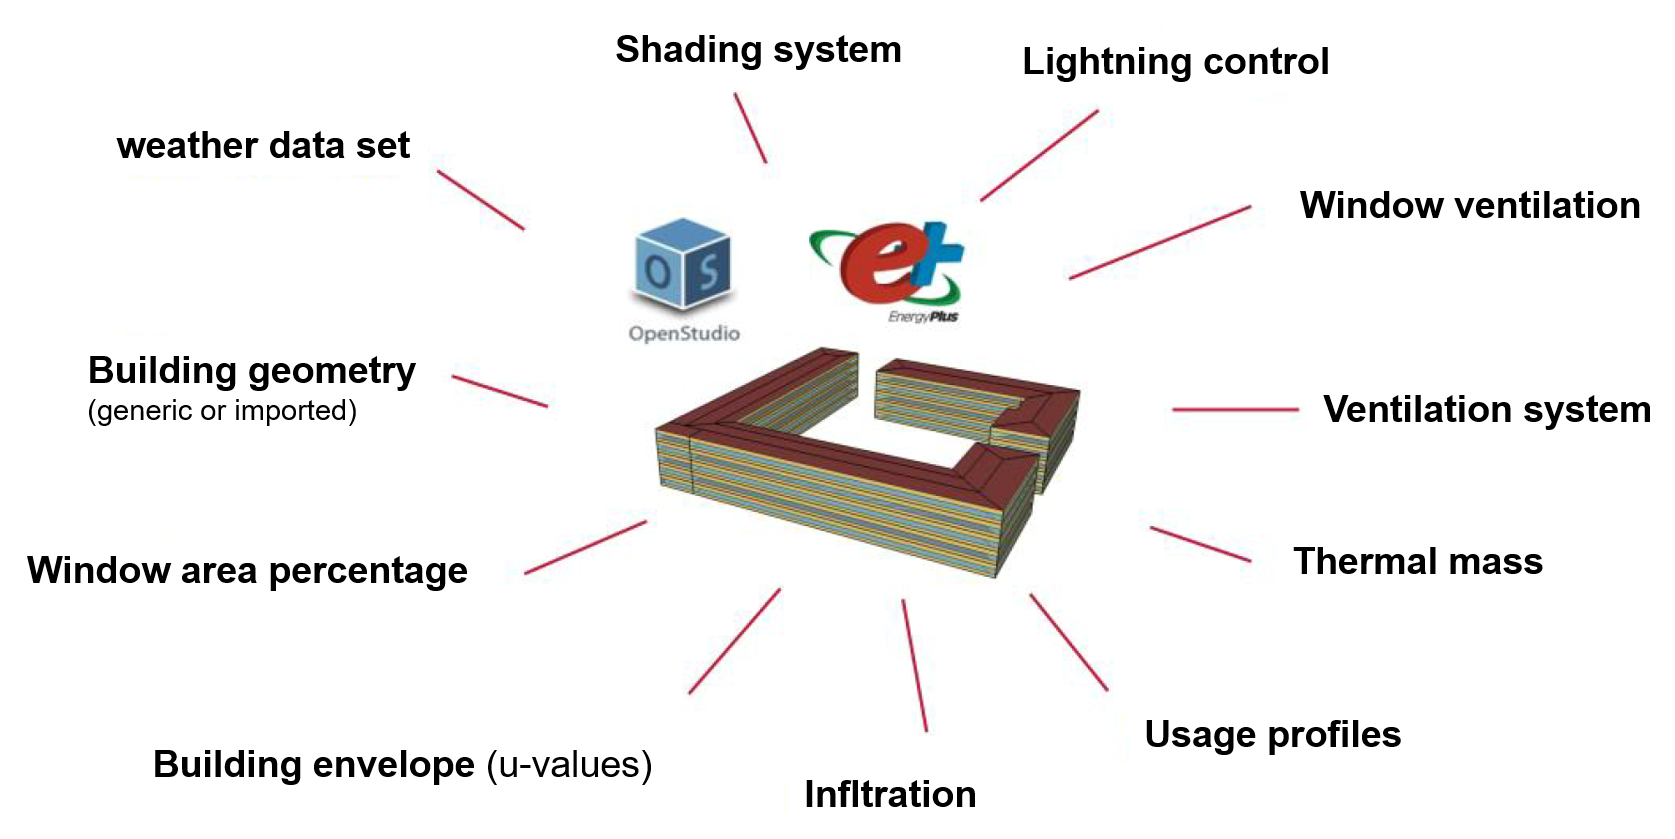 Shading system
Lightning control
weather data set
Window ventilation
OS
e+
EnergyPlus
OpenStudio
Building geometry
(generic or imported)
Ventilation system
Window area percentage
Thermal mass
Usage profiles
Building envelope (u-values)
Infltration